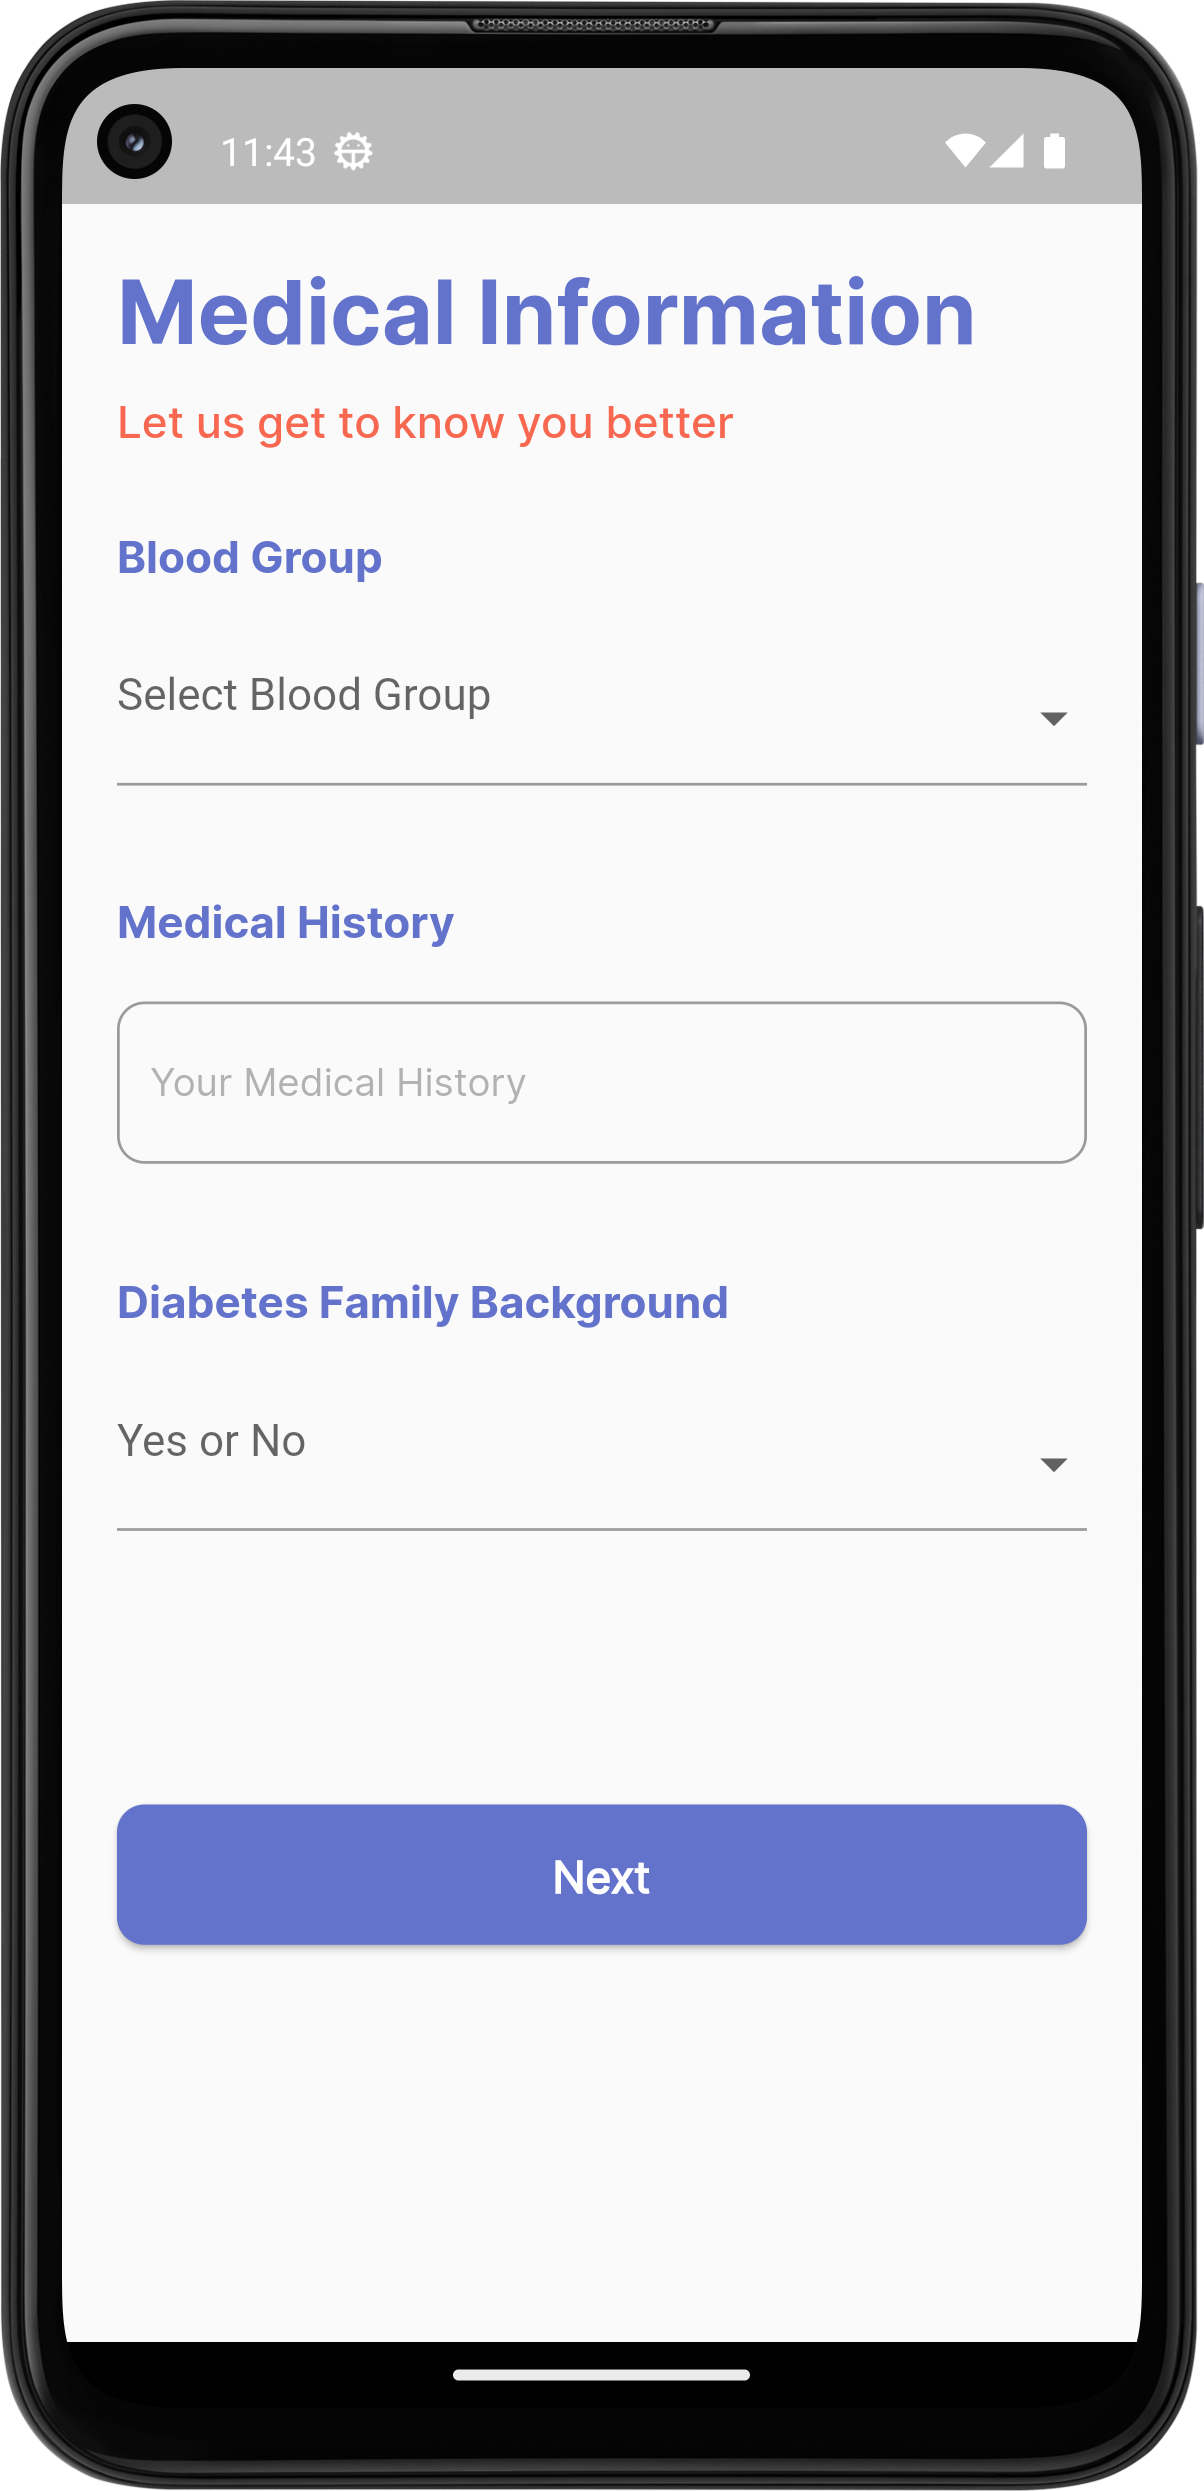 11:43
Medical Information
Let us get to know you better
Blood Group
Select Blood Group
Medical History
Your Medical History
Diabetes Family Background
Yes or No
Next